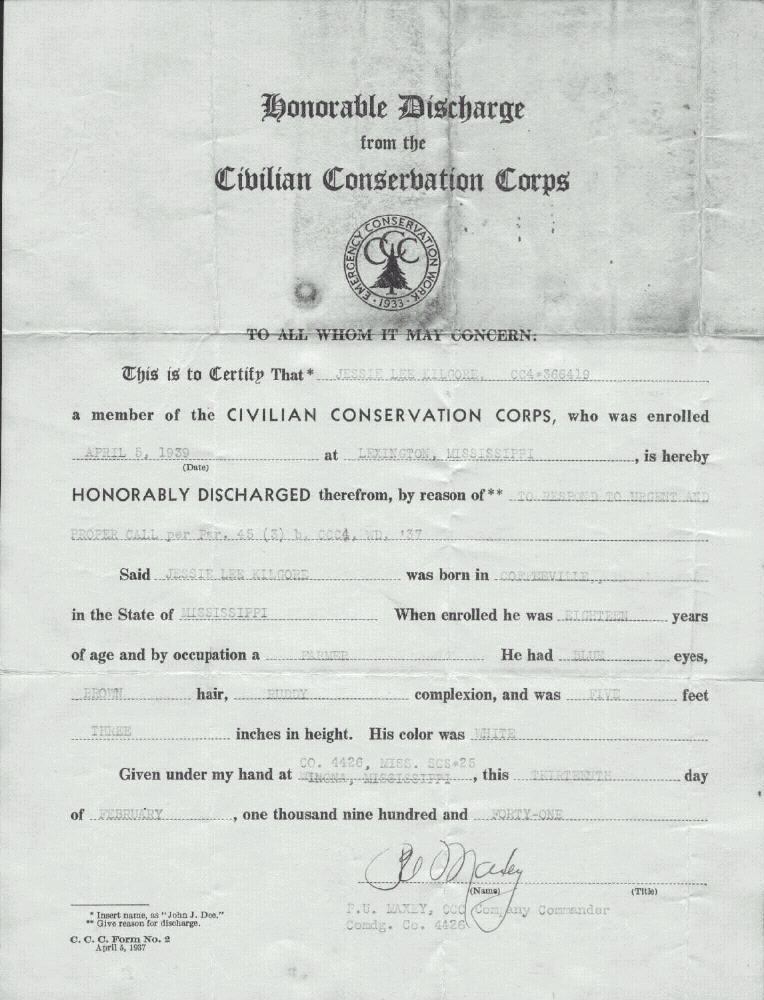 Honorable Discharge
from the
Civilian Conservation Corps
EMERGENCY CONSERVATION WORK
CCC
1933
TO ALL WHOM IT MAY CONCERN:
This is to Certify That* JESSIE LEE KILGORE, CC4-366419
a member of the CIVILIAN CONSERVATION CORPS, who was enrolled
APRIL 5, 1939 at LEXINGTON, MISSISSIPPI, is hereby
(Date)
HONORABLY DISCHARGED therefrom, by reason of** TO RESPOND TO URGENT AND
PROPER CALL per Par. 45 (3) b, CCC4, WD, '37
Said JESSIE LEE KILGORE was born in COFFEEVILLE,
in the State of MISSISSIPPI When enrolled he was EIGHTEEN years
of age and by occupation a FARMER He had BLUE eyes,
BROWN hair, RUDDY complexion, and was FIVE feet
THREE inches in height. His color was WHITE
CO. 4426, MISS. SCS-25
Given under my hand at WINONA, MISSISSIPPI, this THIRTEENTH day
of FEBRUARY, one thousand nine hundred and FORTY-ONE
P U Maxey
(Name) (Title)
P.U. MAXEY, CCC Company Commander
Comdg. Co. 4426
* Insert name, as "John J. Doe."
** Give reason for discharge.
C. C. C. Form No. 2
April 5, 1937